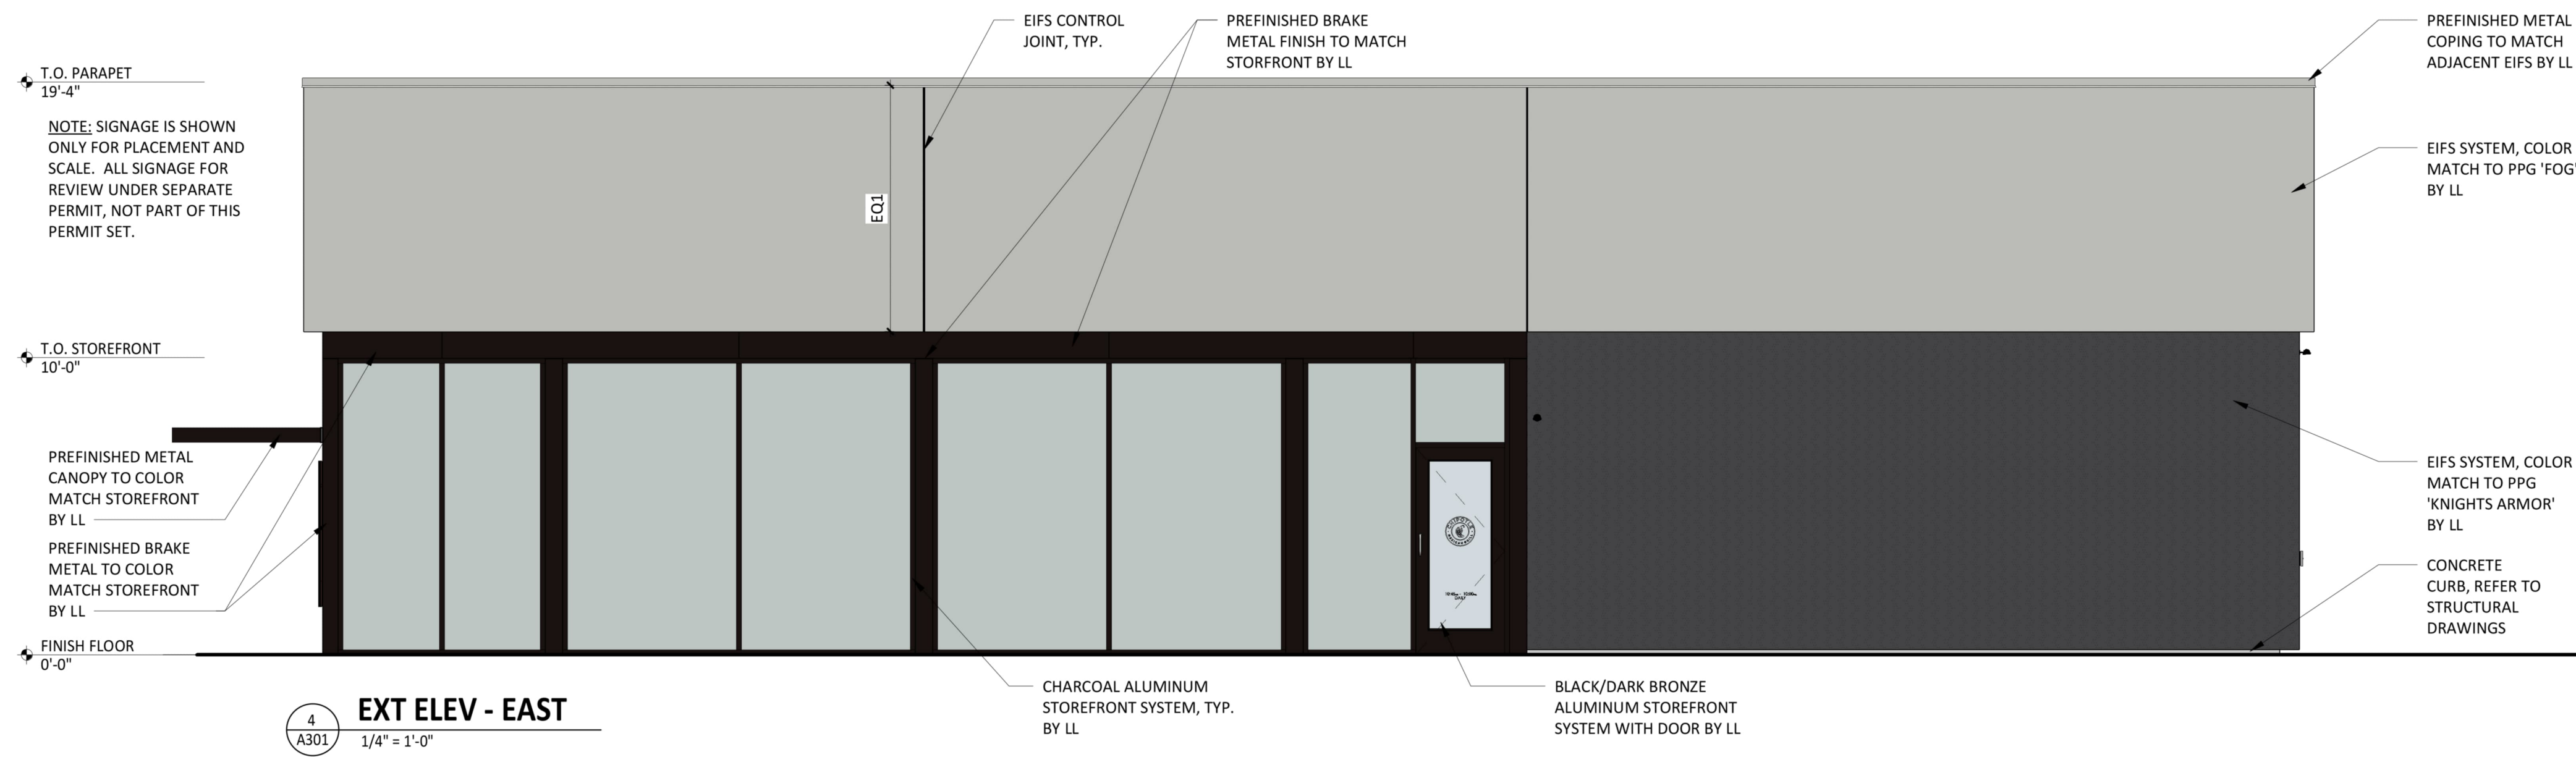 EIFS CONTROL
JOINT, TYP.
PREFINISHED BRAKE
METAL FINISH TO MATCH
STORFRONT BY LL
PREFINISHED METAL
COPING TO MATCH
ADJACENT EIFS BY LL
T.O. PARAPET
19'-4"
NOTE: SIGNAGE IS SHOWN
ONLY FOR PLACEMENT AND
SCALE. ALL SIGNAGE FOR
REVIEW UNDER SEPARATE
PERMIT, NOT PART OF THIS
PERMIT SET.
EQ1
EIFS SYSTEM, COLOR
MATCH TO PPG 'FOG'
BY LL
T.O. STOREFRONT
10'-0"
PREFINISHED METAL
CANOPY TO COLOR
MATCH STOREFRONT
BY LL
PREFINISHED BRAKE
METAL TO COLOR
MATCH STOREFRONT
BY LL
CHIPOTLE
EIFS SYSTEM, COLOR
MATCH TO PPG
'KNIGHTS ARMOR'
BY LL
CONCRETE
CURB, REFER TO
STRUCTURAL
DRAWINGS
FINISH FLOOR
0'-0"
CHARCOAL ALUMINUM
STOREFRONT SYSTEM, TYP.
BY LL
BLACK/DARK BRONZE
ALUMINUM STOREFRONT
SYSTEM WITH DOOR BY LL
4
A301
EXT ELEV - EAST
1/4" = 1'-0"